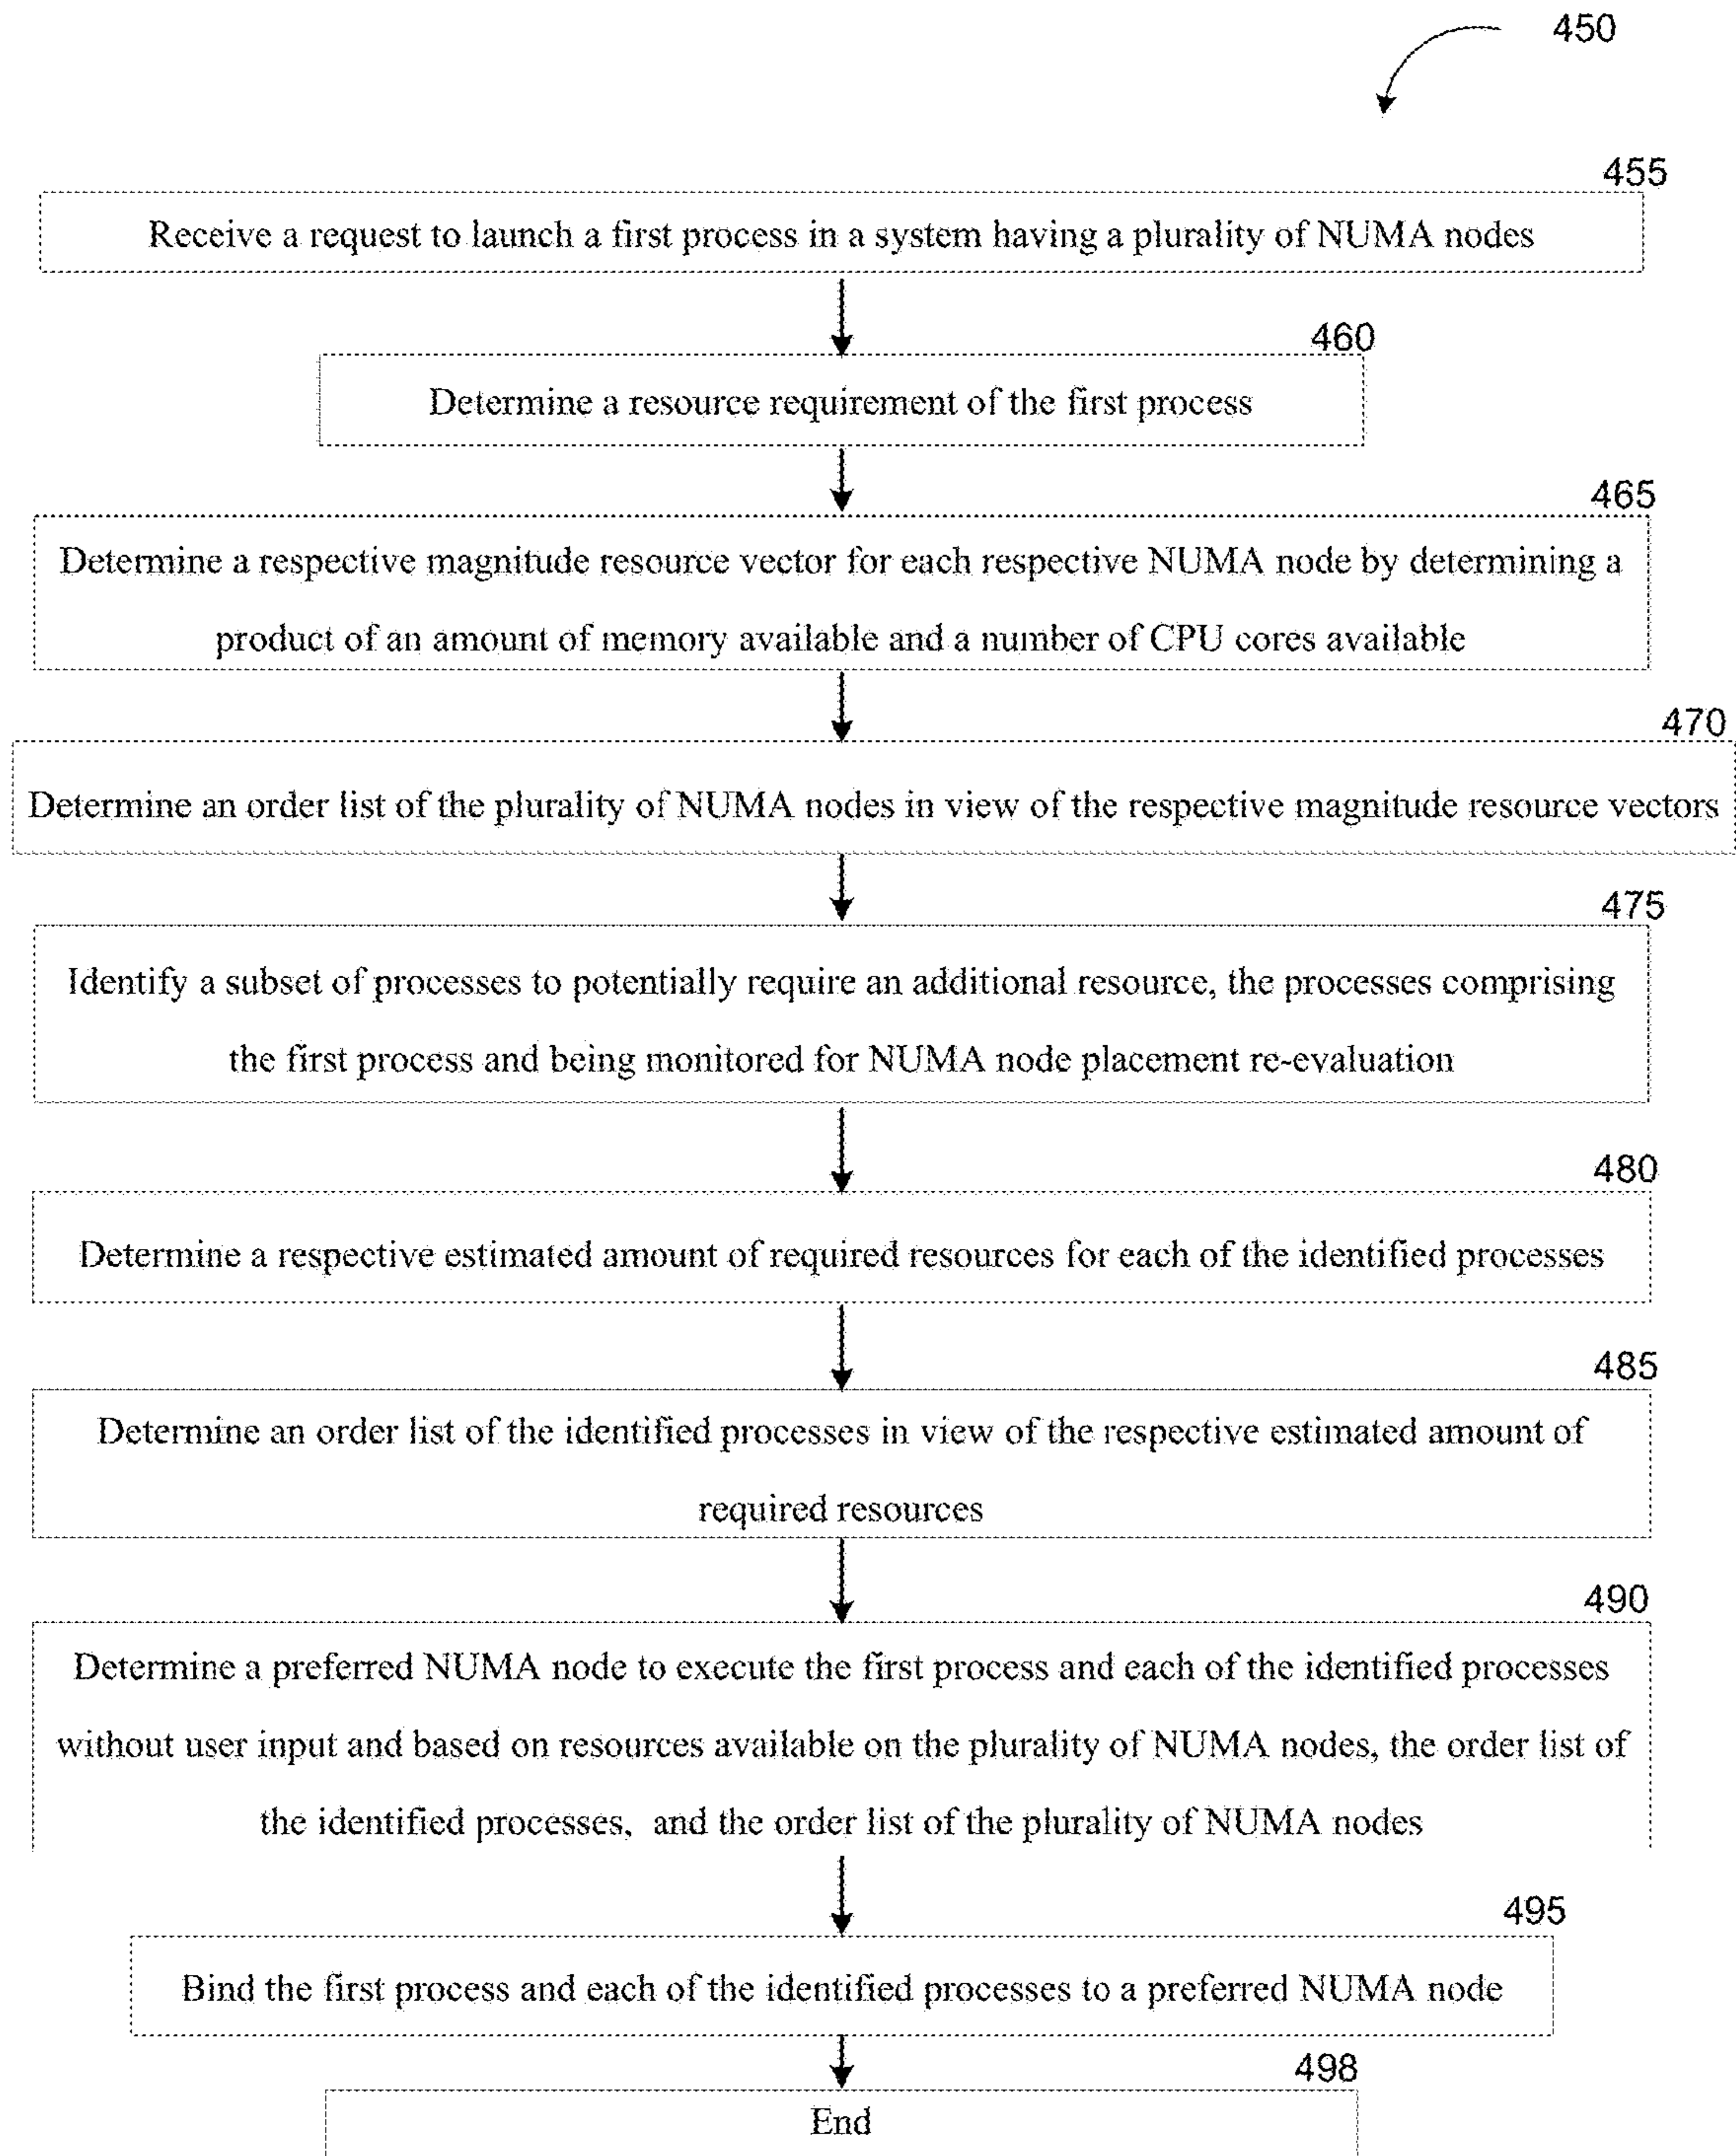 450
455
Receive a request to launch a first process in a system having a plurality of NUMA nodes
460
Determine a resource requirement of the first process
465
Determine a respective magnitude resource vector for each respective NUMA node by determining a
product of an amount of memory available and a number of CPU cores available
470
Determine an order list of the plurality of NUMA nodes in view of the respective magnitude resource vectors
475
Identify a subset of processes to potentially require an additional resource, the processes comprising
the first process and being monitored for NUMA node placement re-evaluation
480
Determine a respective estimated amount of required resources for each of the identified processes
485
Determine an order list of the identified processes in view of the respective estimated amount of
required resources
490
Determine a preferred NUMA node to execute the first process and each of the identified processes
without user input and based on resources available on the plurality of NUMA nodes, the order list of
the identified processes, and the order list of the plurality of NUMA nodes
495
Bind the first process and each of the identified processes to a preferred NUMA node
498
End